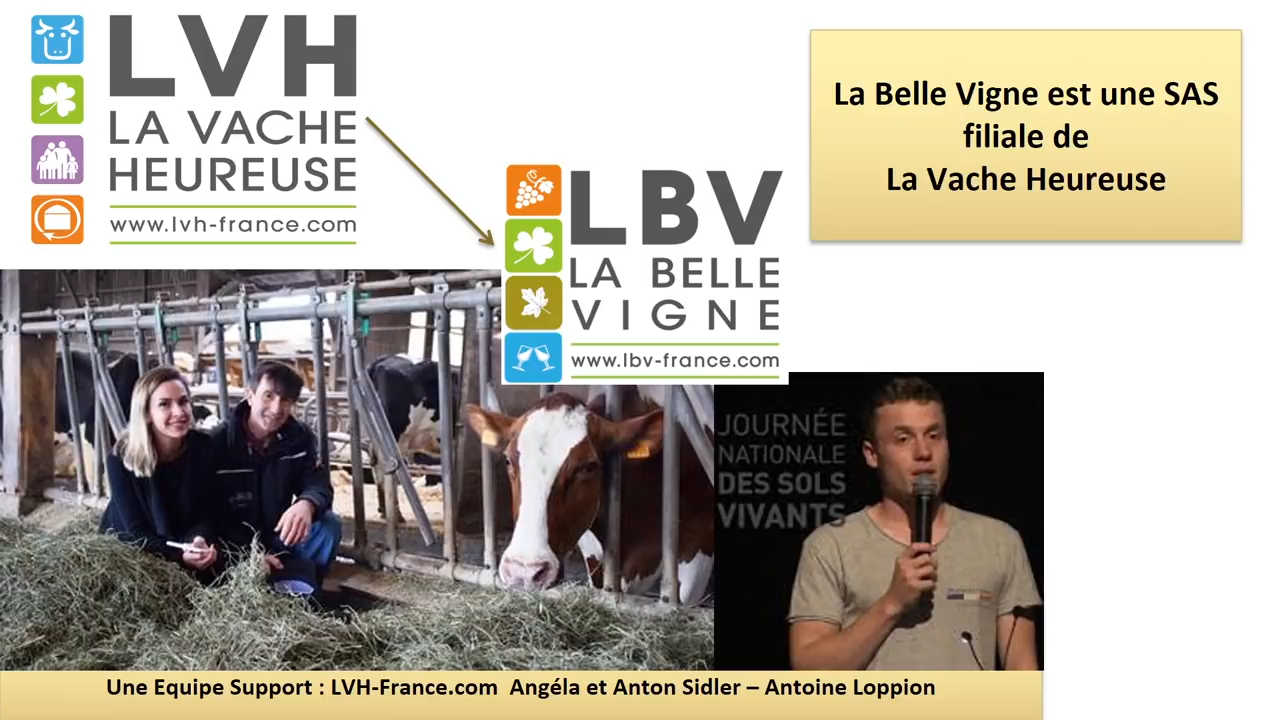 LVH
LA VACHE
HEUREUSE
www.lvh-france.com
La Belle Vigne est une SAS
filiale de
La Vache Heureuse
LBV
LA BELLE
VIGNE
www.lbv-france.com
JOURNÉE
NATIONALE
DES SOLS
VIVANTS
Une Equipe Support : LVH-France.com Angéla et Anton Sidler – Antoine Loppion